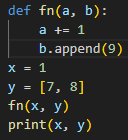 def fn(a, b):
    a += 1
    b.append(9)
x = 1
y = [7, 8]
fn(x, y)
print(x, y)